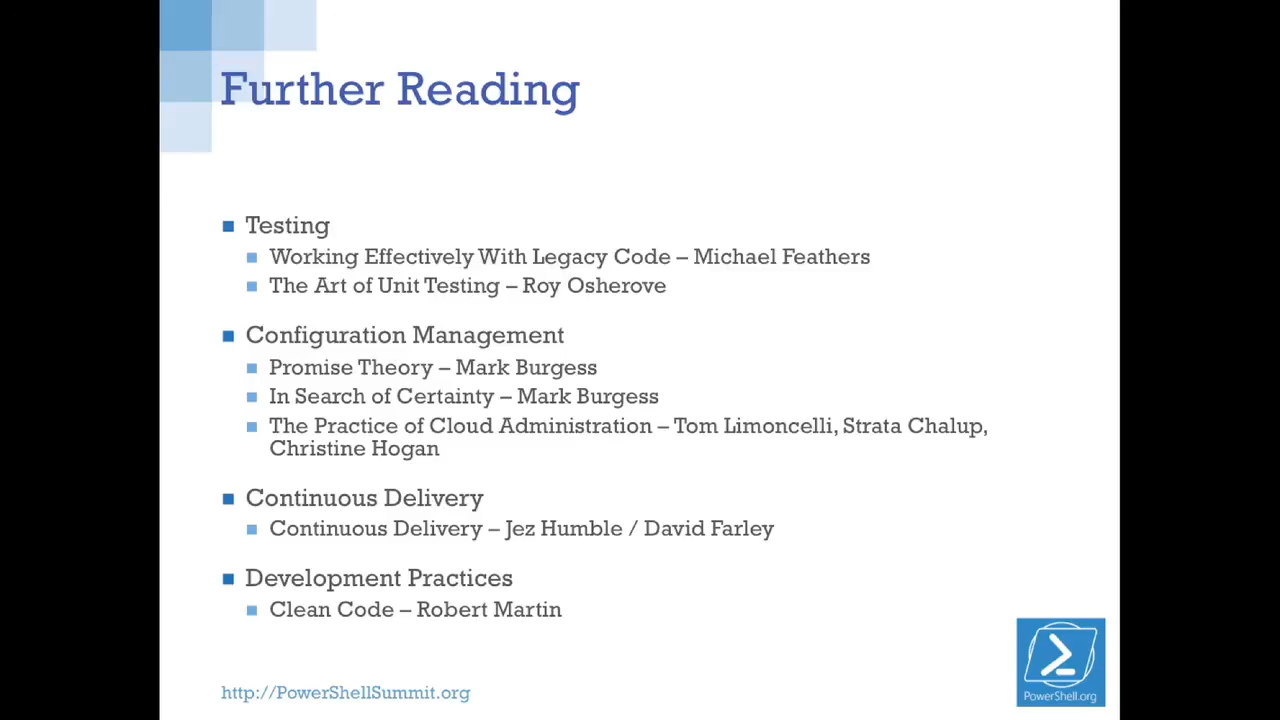 Further Reading
Testing
Working Effectively With Legacy Code – Michael Feathers
The Art of Unit Testing – Roy Osherove
Configuration Management
Promise Theory – Mark Burgess
In Search of Certainty – Mark Burgess
The Practice of Cloud Administration – Tom Limoncelli, Strata Chalup,
Christine Hogan
Continuous Delivery
Continuous Delivery – Jez Humble / David Farley
Development Practices
Clean Code – Robert Martin
http://PowerShellSummit.org
PowerShell.org